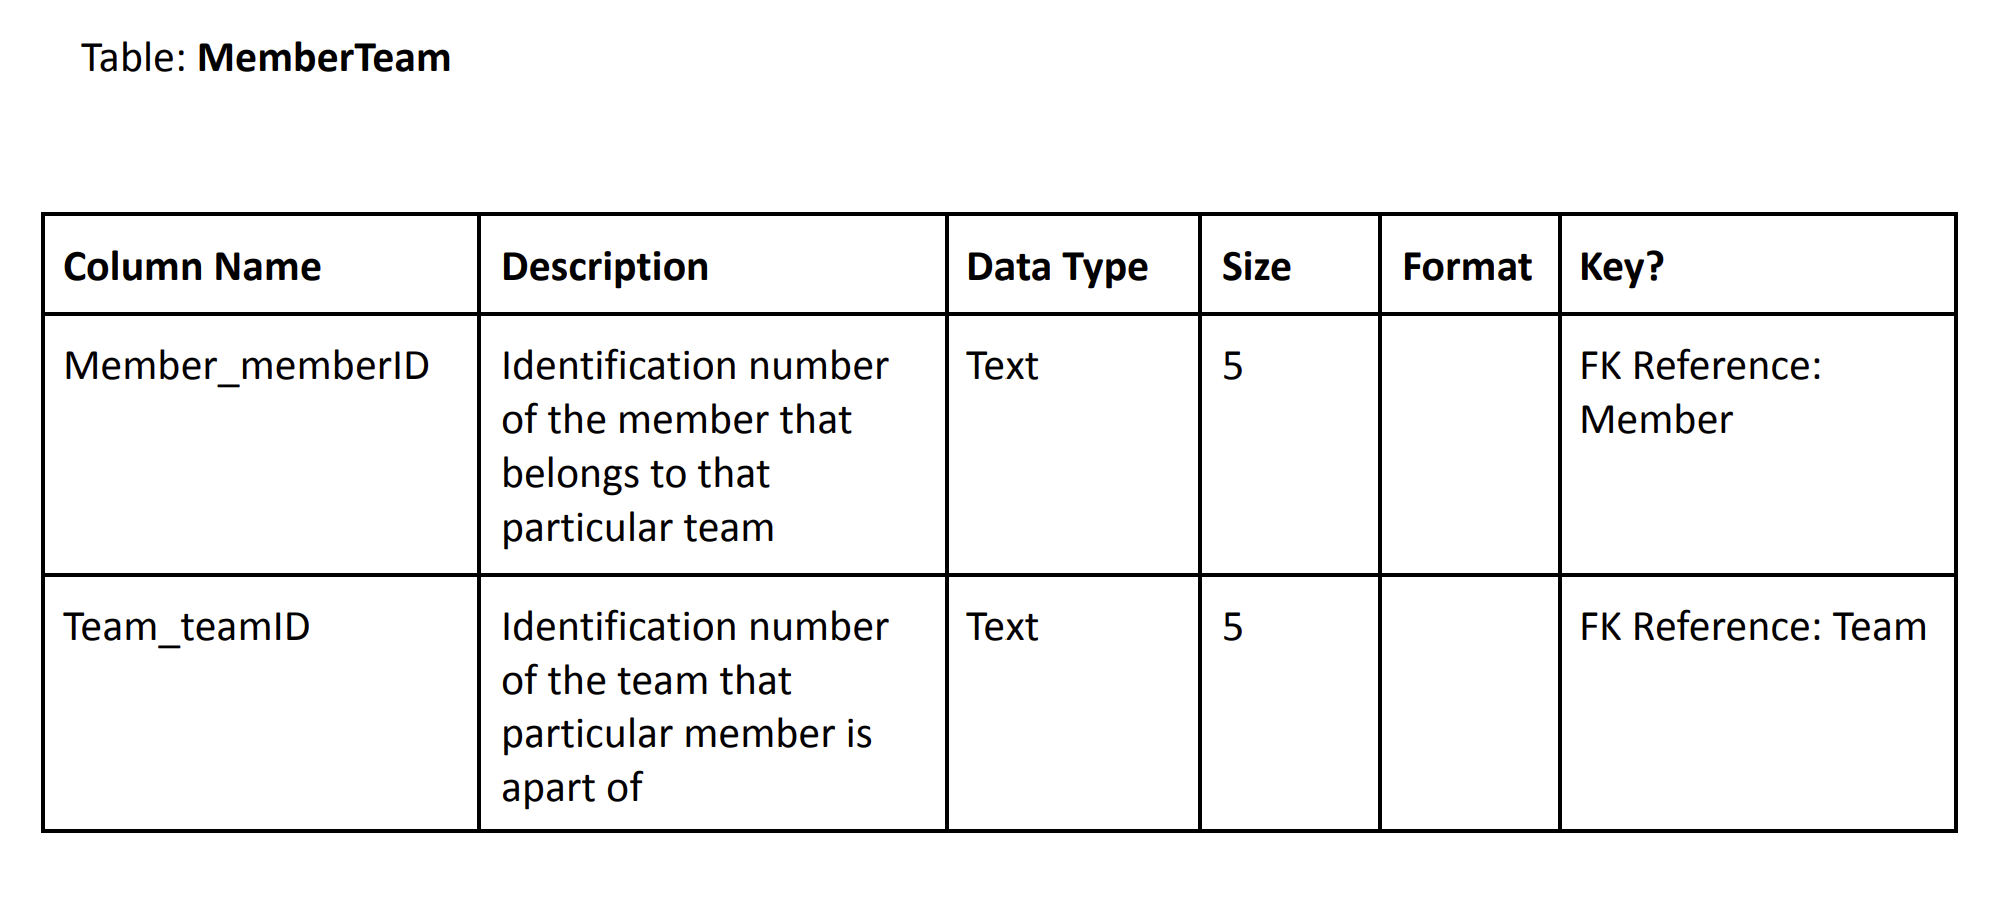 Table: MemberTeam
Column Name Description Data Type Size Format Key?
Member_memberID Identification number Text 5 FK Reference:
of the member that Member
belongs to that
particular team
Team_teamID Identification number Text 5 FK Reference: Team
of the team that
particular member is
apart of